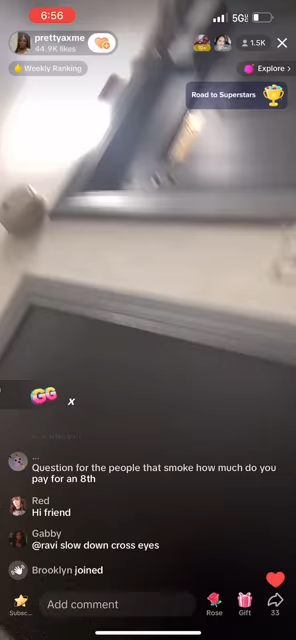 6:56
5G
prettyaxme
44.9K likes
1.5K
Weekly Ranking
Explore >
Road to Superstars
GG x
...
Question for the people that smoke how much do you
pay for an 8th
Red
Hi friend
Gabby
@ravi slow down cross eyes
Brooklyn joined
Subsc...
Add comment
Rose
Gift
33